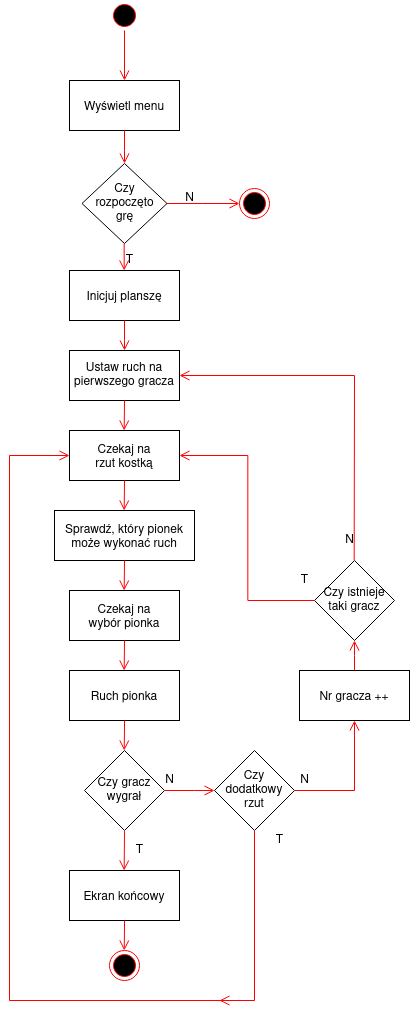 Wyświetl menu
Czy
rozpoczęto
grę
N
T
Inicjuj planszę
Ustaw ruch na
pierwszego gracza
Czekaj na
rzut kostką
Sprawdź, który pionek
może wykonać ruch
N
T
Czy istnieje
taki gracz
Czekaj na
wybór pionka
Ruch pionka
Nr gracza ++
Czy gracz
wygrał
N
Czy
dodatkowy
rzut
N
T
T
Ekran końcowy